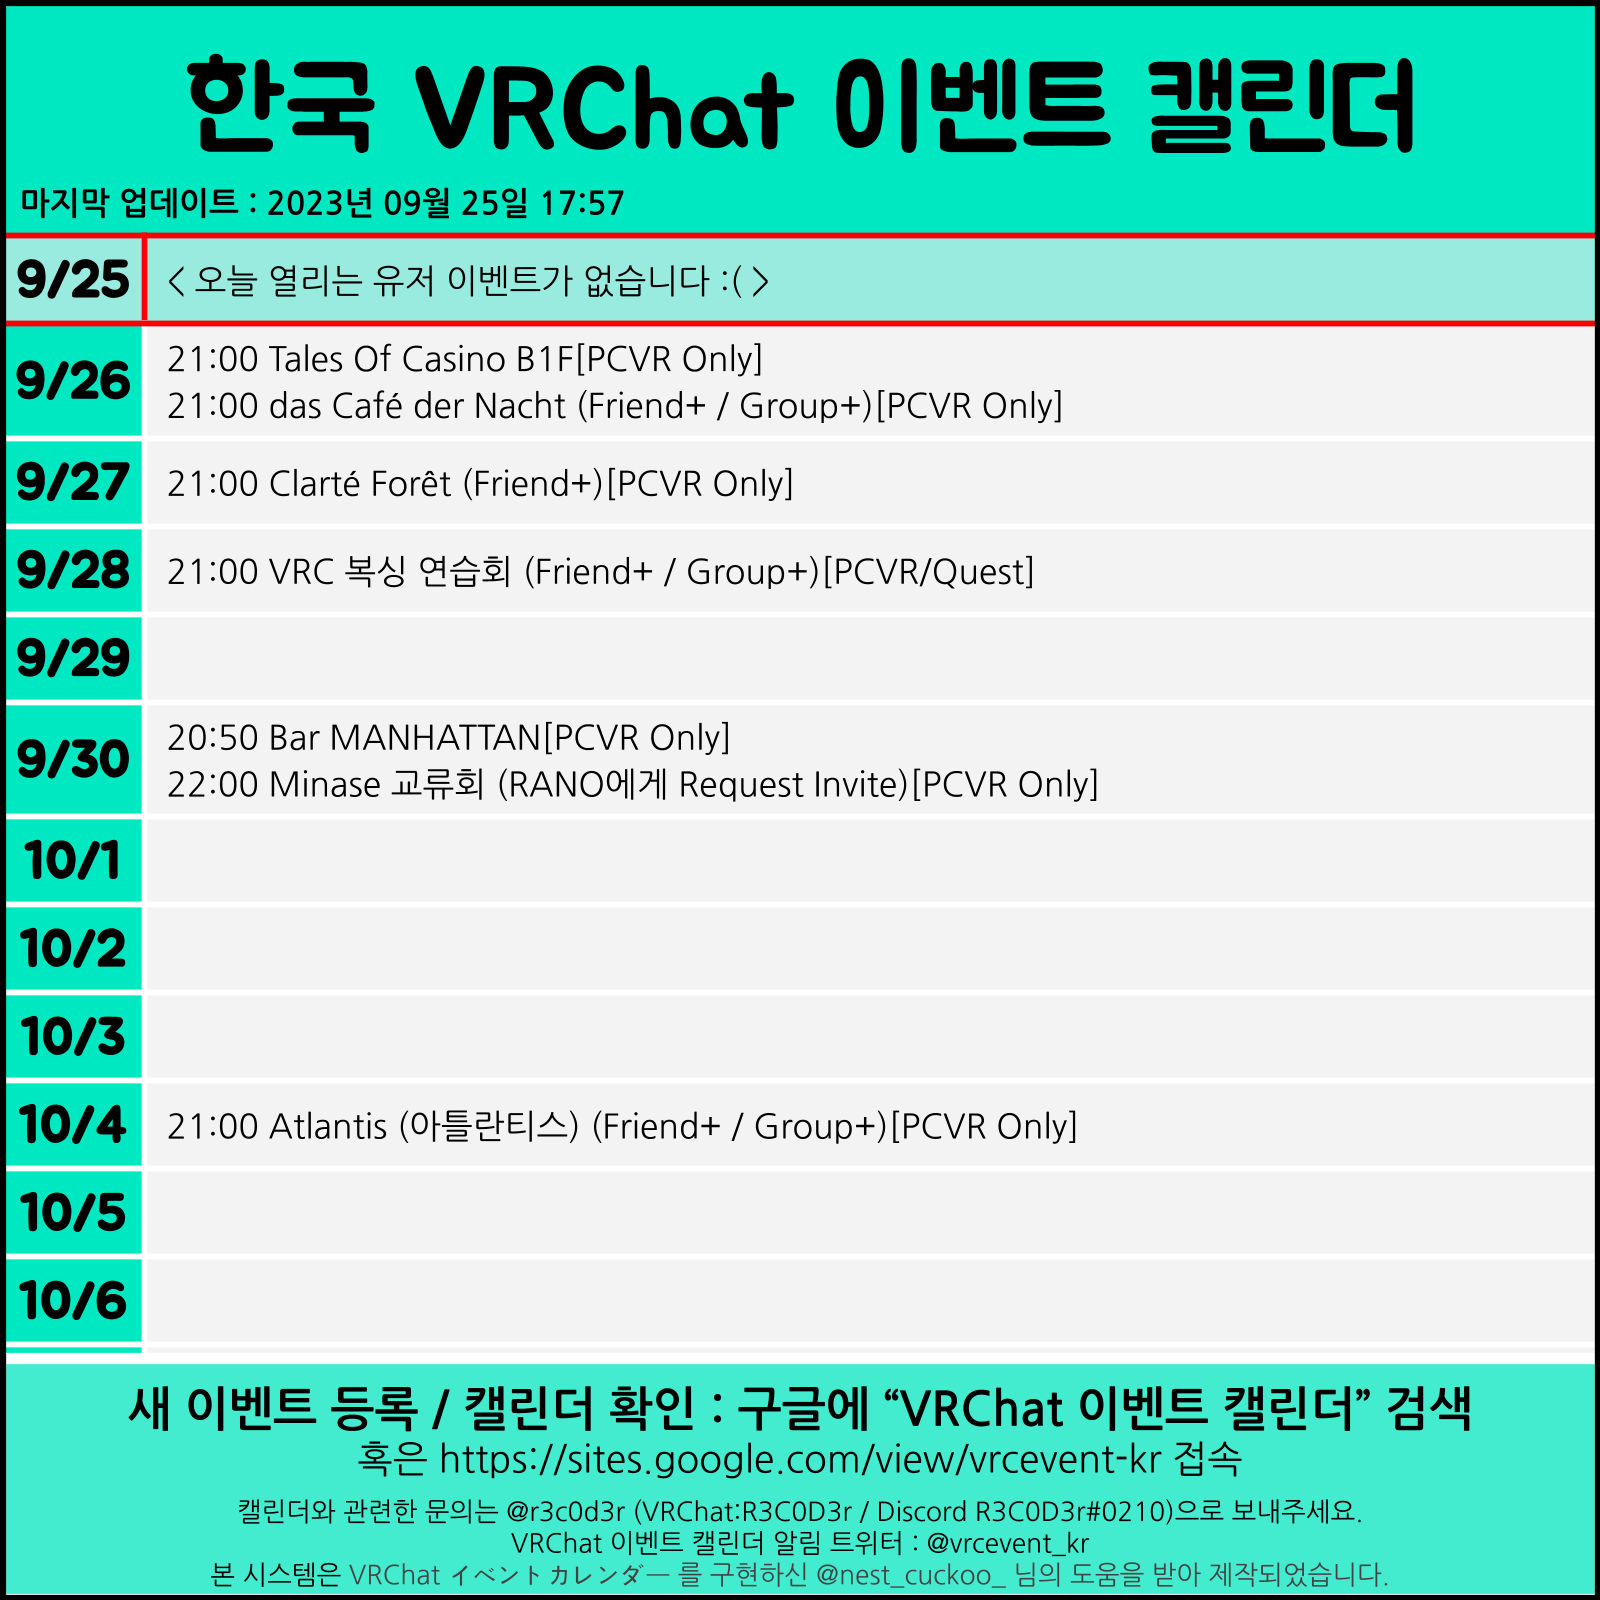 한국 VRChat 이벤트 캘린더
마지막 업데이트 : 2023년 09월 25일 17:57
9/25
< 오늘 열리는 유저 이벤트가 없습니다 :( >
9/26
21:00 Tales Of Casino B1F[PCVR Only]
21:00 das Café der Nacht (Friend+ / Group+)[PCVR Only]
9/27
21:00 Clarté Forêt (Friend+)[PCVR Only]
9/28
21:00 VRC 복싱 연습회 (Friend+ / Group+)[PCVR/Quest]
9/29
9/30
20:50 Bar MANHATTAN[PCVR Only]
22:00 Minase 교류회 (RANO에게 Request Invite)[PCVR Only]
10/1
10/2
10/3
10/4
21:00 Atlantis (아틀란티스) (Friend+ / Group+)[PCVR Only]
10/5
10/6
새 이벤트 등록 / 캘린더 확인 : 구글에 “VRChat 이벤트 캘린더” 검색
혹은 https://sites.google.com/view/vrcevent-kr 접속
캘린더와 관련한 문의는 @r3c0d3r (VRChat:R3C0D3r / Discord R3C0D3r#0210)으로 보내주세요.
VRChat 이벤트 캘린더 알림 트위터 : @vrcevent_kr
본 시스템은 VRChat イベントカレンダー 를 구현하신 @nest_cuckoo_ 님의 도움을 받아 제작되었습니다.